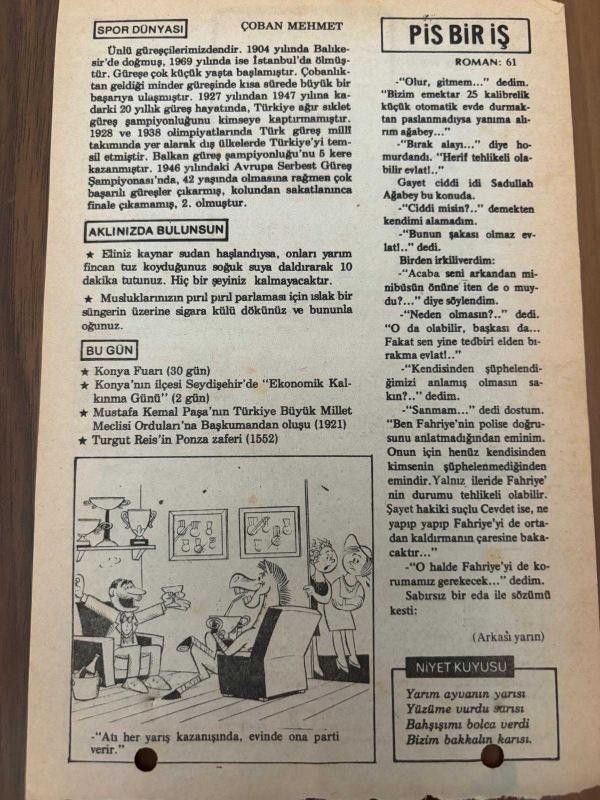 SPOR DÜNYASI
ÇOBAN MEHMET
Ünlü güreşçilerimizdendir. 1904 yılında Balıke-
sir'de doğmuş, 1969 yılında ise İstanbul'da ölmüş-
tür. Güreşe çok küçük yaşta başlamıştır. Çobanlık-
tan geldiği minder güreşinde kısa sürede büyük bir
başarıya ulaşmıştır. 1927 yılından 1947 yılına ka-
darki 20 yıllık güreş hayatında, Türkiye ağır sıklet
güreş şampiyonluğunu kimseye kaptırmamıştır.
1928 ve 1938 olimpiyatlarında Türk güreş millî
takımında yer alarak dış ülkelerde Türkiye'yi tem-
sil etmiştir. Balkan güreş şampiyonluğu'nu 5 kere
kazanmıştır. 1946 yılındaki Avrupa Serbest Güreş
Şampiyonası'nda, 42 yaşında olmasına rağmen çok
başarılı güreşler çıkarmış, kolundan sakatlanınca
finale çıkamamış, 2. olmuştur.
AKLINIZDA BULUNSUN
★ Eliniz kaynar sudan haşlandıysa, onları yarım
fincan tuz koyduğunuz soğuk suya daldırarak 10
dakika tutunuz. Hiç bir şeyiniz kalmayacaktır.
★ Musluklarınızın pırıl pırıl parlaması için ıslak bir
süngerin üzerine sigara külü dökünüz ve bununla
oğunuz.
BU GÜN
★ Konya Fuarı (30 gün)
★ Konya'nın ilçesi Seydişehir'de "Ekonomik Kal-
kınma Günü" (2 gün)
★ Mustafa Kemal Paşa'nın Türkiye Büyük Millet
Meclisi Orduları'na Başkumandan oluşu (1921)
★ Turgut Reis'in Ponza zaferi (1552)
-"Atı her yarış kazanışında, evinde ona parti
verir."
PİS BİR İŞ
ROMAN: 61
-"Olur, gitmem..." dedim.
"Bizim emektar 25 kalibrelik
küçük otomatik evde durmak-
tan paslanmadıysa yanıma alı-
rım ağabey..."
-"Bırak alayı..." diye ho-
murdandı. "Herif tehlikeli ola-
bilir evlat!.."
Gayet ciddi idi Sadullah
Ağabey bu konuda.
-"Ciddi misin?.." demekten
kendimi alamadım.
-"Bunun şakası olmaz ev-
lat!.." dedi.
Birden irkiliverdim:
-"Acaba seni arkandan mi-
nibüsün önüne iten de o muy-
du?..." diye söylendim.
-"Neden olmasın?.." dedi.
"O da olabilir, başkası da...
Fakat sen yine tedbiri elden bı-
rakma evlat!.."
-"Kendisinden şüphelendi-
ğimizi anlamış olmasın sa-
kın?.." dedim.
-"Sanmam..." dedi dostum.
"Ben Fahriye'nin polise doğru-
sunu anlatmadığından eminim.
Onun için henüz kendisinden
kimsenin şüphelenmediğinden
emindir. Yalnız ileride Fahriye'
nin durumu tehlikeli olabilir.
Şayet hakiki suçlu Cevdet ise, ne
yapıp yapıp Fahriye'yi de orta-
dan kaldırmanın çaresine baka-
caktır..."
-"O halde Fahriye'yi de ko-
rumamız gerekecek..." dedim.
Sabırsız bir eda ile sözümü
kesti:
(Arkası yarın)
NİYET KUYUSU
Yarım ayvanın yarısı
Yüzüme vurdu sarısı
Bahşışımı bolca verdi
Bizim bakkalın karısı.